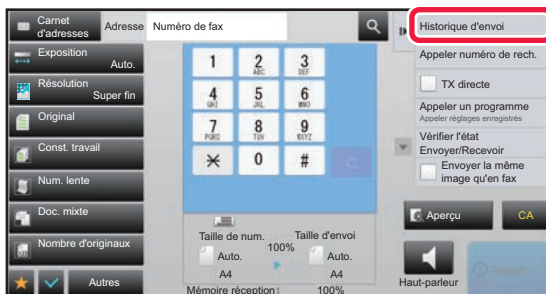 Carnet
d'adresses
Adresse
Numéro de fax
Historique d'envoi
Exposition
Auto.
Appeler numéro de rech.
Résolution
Super fin
TX directe
Original
Appeler un programme
Appeler réglages enregistrés
Const. travail
Vérifier l'état
Envoyer/Recevoir
Num. lente
Envoyer la même
image qu'en fax
Doc. mixte
Nombre d'originaux
Autres
1
2
ABC
3
DEF
4
GHI
5
JKL
6
MNO
7
PQRS
8
TUV
9
WXYZ
0
#
C
Taille de num.
100%
Taille d'envoi
Auto.
A4
Auto.
A4
Mémoire réception:
100%
Aperçu
CA
Haut-parleur
Départ